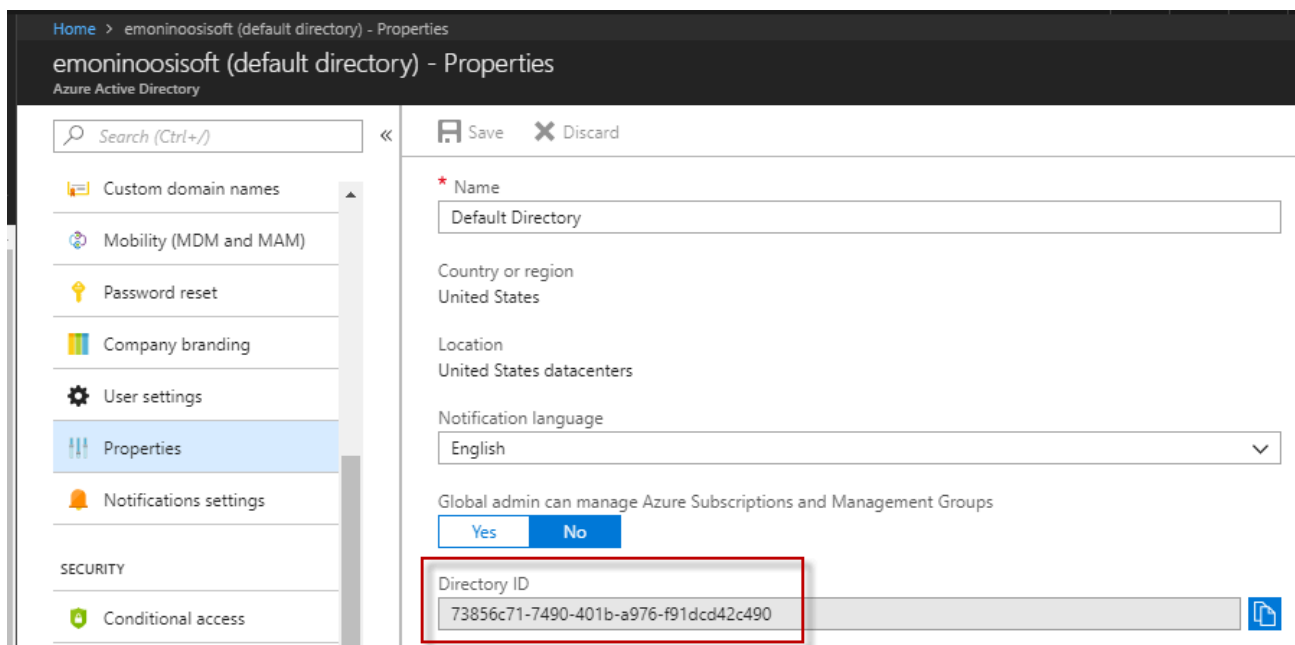 Home > emoninoosisoft (default directory) - Properties
emoninoosisoft (default directory) - Properties
Azure Active Directory
Search (Ctrl+/)
«
Custom domain names
Mobility (MDM and MAM)
Password reset
Company branding
User settings
Properties
Notifications settings
SECURITY
Conditional access
Save
Discard
* Name
Default Directory
Country or region
United States
Location
United States datacenters
Notification language
English
Global admin can manage Azure Subscriptions and Management Groups
Yes No
Directory ID
73856c71-7490-401b-a976-f91dcd42c490